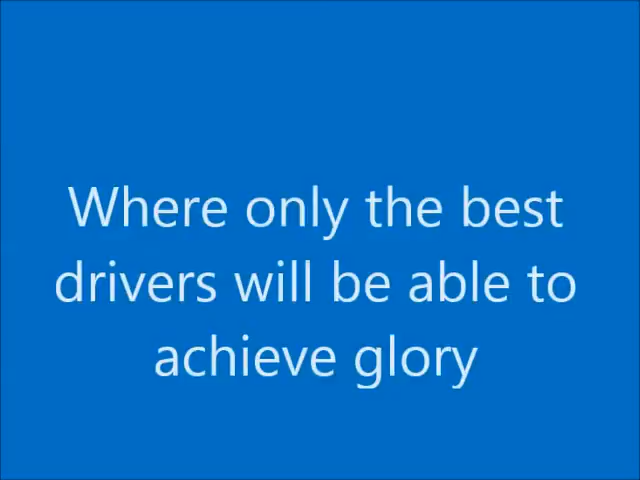 Where only the best
drivers will be able to
achieve glory